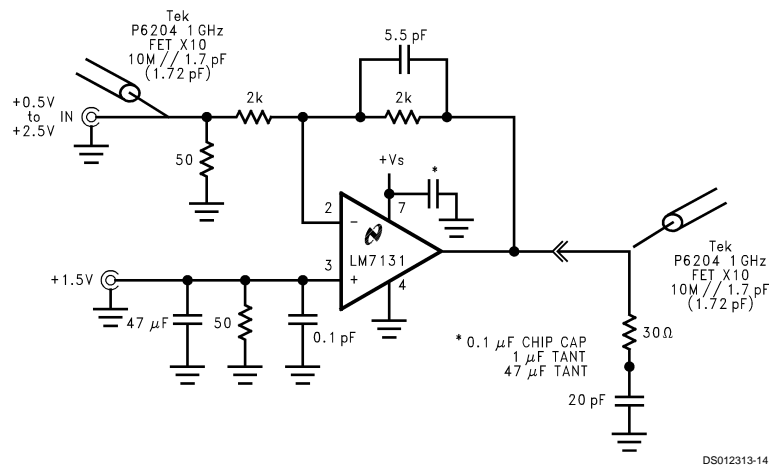 Tek
P6204 1 GHz
FET X10
10M // 1.7 pF
(1.72 pF)
+0.5V
to IN
+2.5V
50
2k
5.5 pF
2k
+Vs
*
7
2
-
LM7131
3
+
4
+1.5V
47 μF
50
0.1 pF
* 0.1 μF CHIP CAP
1 μF TANT
47 μF TANT
Tek
P6204 1 GHz
FET X10
10M // 1.7 pF
(1.72 pF)
30Ω
20 pF
DS012313-14